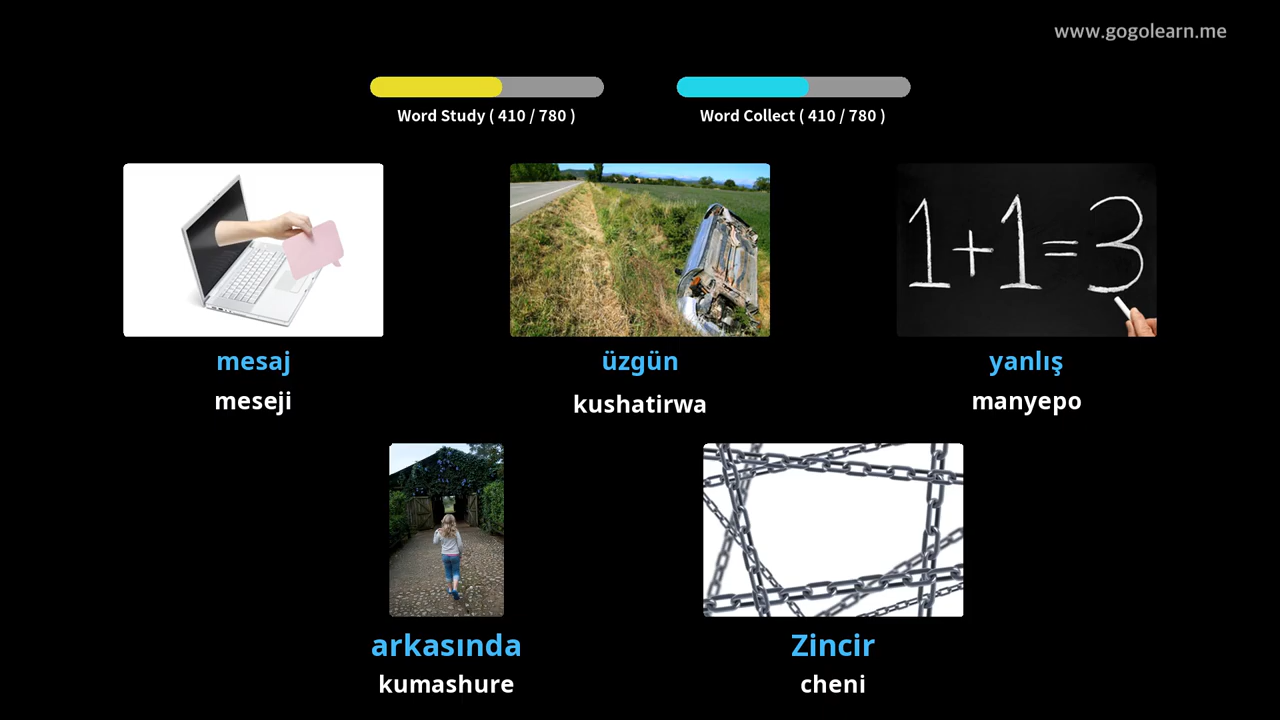 www.gogolearn.me
Word Study ( 410 / 780 )
Word Collect ( 410 / 780 )
1+1=3
mesaj
üzgün
yanlış
meseji
kushatirwa
manyepo
arkasında
Zincir
kumashure
cheni